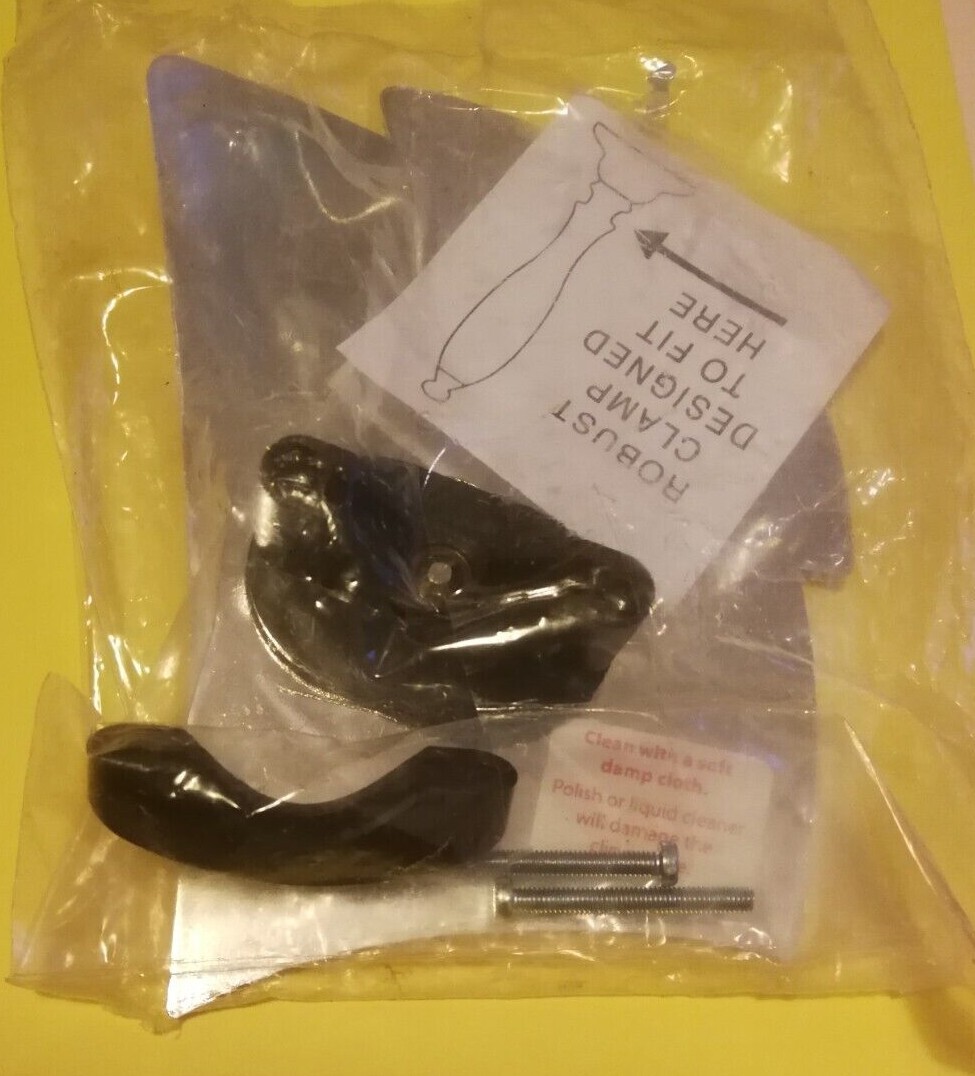 ROBUST
CLAMP
DESIGNED
TO FIT
HERE
Clean with a soft
damp cloth.
Polish or liquid cleaner
will damage the